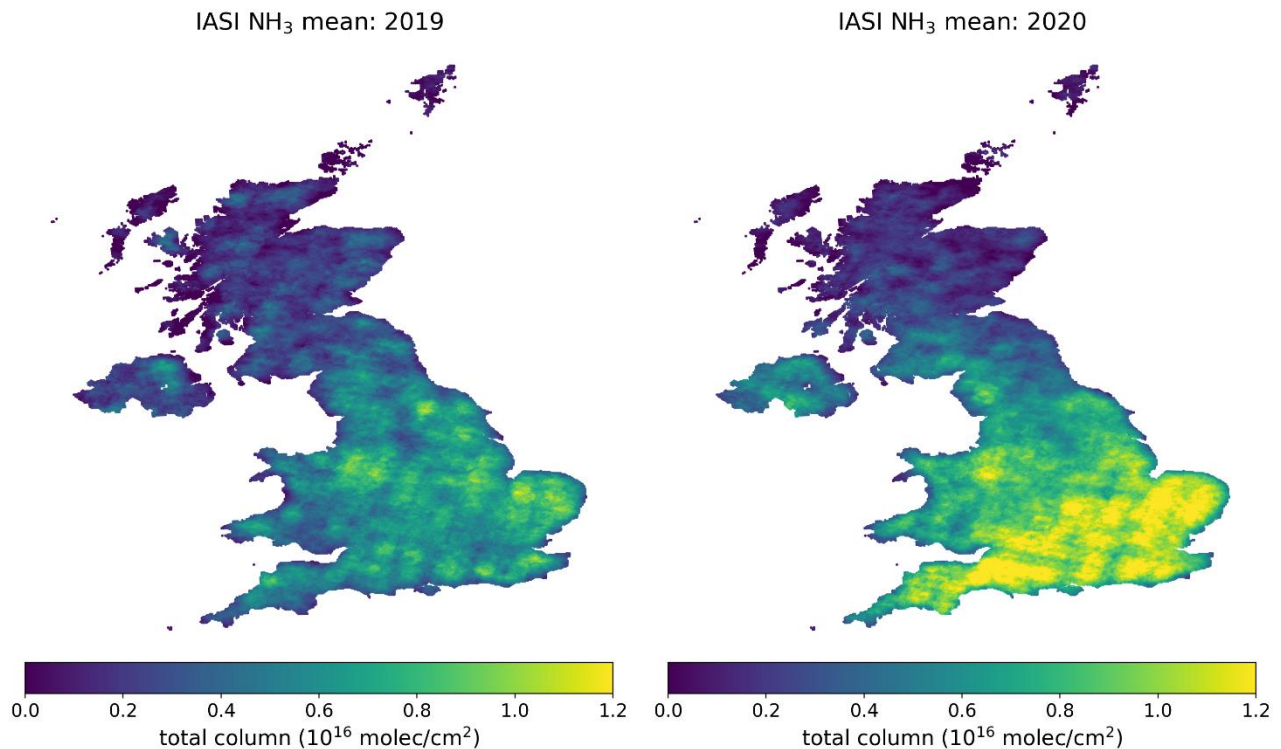 IASI NH₃ mean: 2019
IASI NH₃ mean: 2020
0.0 0.2 0.4 0.6 0.8 1.0 1.2
total column (10¹⁶ molec/cm²)
0.0 0.2 0.4 0.6 0.8 1.0 1.2
total column (10¹⁶ molec/cm²)